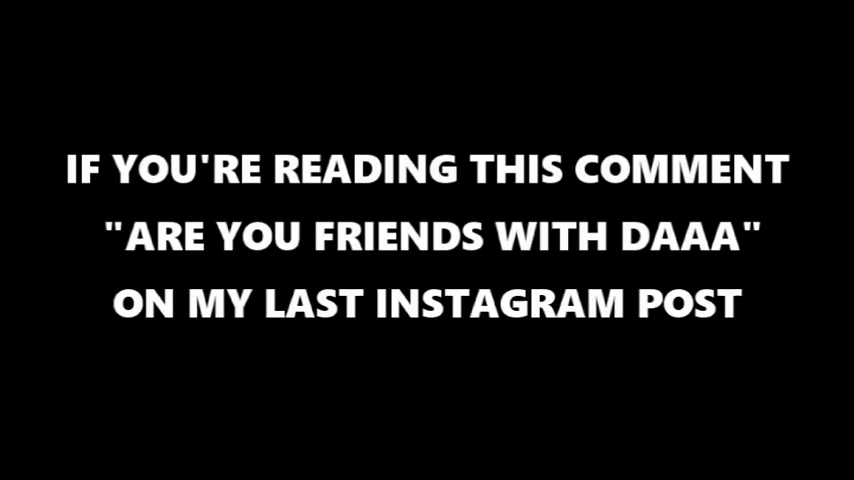 IF YOU'RE READING THIS COMMENT
"ARE YOU FRIENDS WITH DAAA"
ON MY LAST INSTAGRAM POST